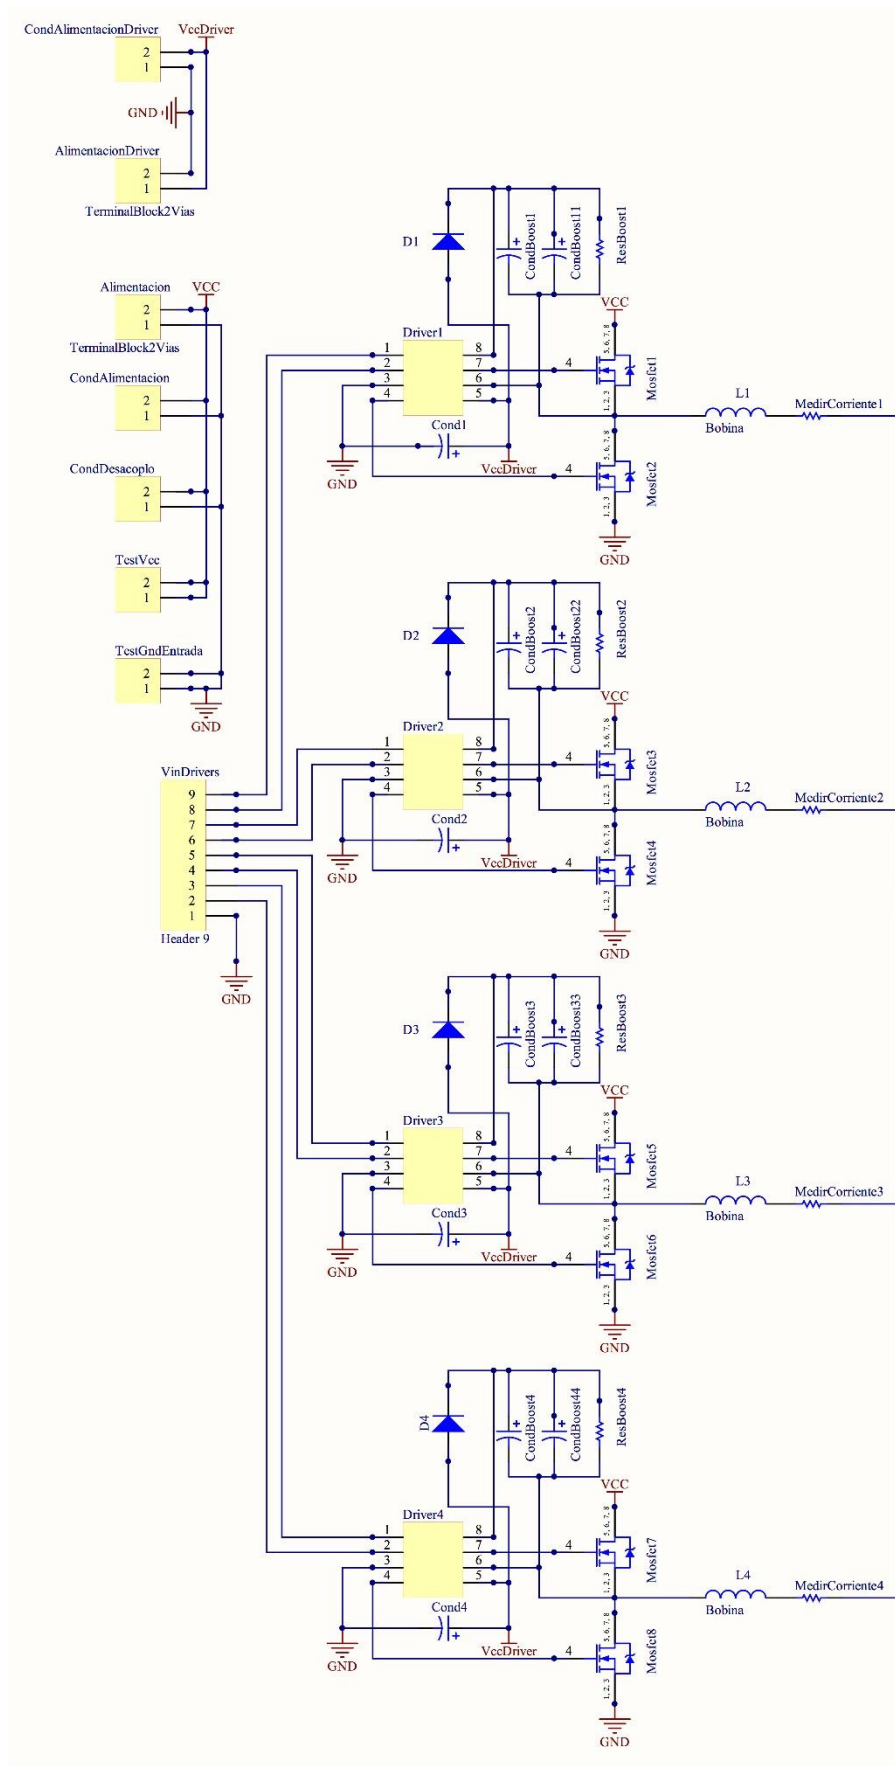 CondAlimentacionDriver
VccDriver
2
1
GND
AlimentacionDriver
2
1
TerminalBlock2Vias
Alimentacion
VCC
2
1
TerminalBlock2Vias
CondAlimentacion
2
1
CondDesacoplo
2
1
TestVcc
2
1
TestGndEntrada
2
1
GND
VinDrivers
9
8
7
6
5
4
3
2
1
Header 9
GND
D1
CondBoost1
CondBoost11
ResBoost1
VCC
Driver1
1
2
3
4
8
7
6
5
4
5, 6, 7, 8
1, 2, 3
Mosfet1
Cond1
GND
VccDriver
4
5, 6, 7, 8
1, 2, 3
Mosfet2
GND
L1
Bobina
MedirCorriente1
D2
CondBoost2
CondBoost22
ResBoost2
VCC
Driver2
1
2
3
4
8
7
6
5
4
5, 6, 7, 8
1, 2, 3
Mosfet3
Cond2
GND
VccDriver
4
5, 6, 7, 8
1, 2, 3
Mosfet4
GND
L2
Bobina
MedirCorriente2
D3
CondBoost3
CondBoost33
ResBoost3
VCC
Driver3
1
2
3
4
8
7
6
5
4
5, 6, 7, 8
1, 2, 3
Mosfet5
Cond3
GND
VccDriver
4
5, 6, 7, 8
1, 2, 3
Mosfet6
GND
L3
Bobina
MedirCorriente3
D4
CondBoost4
CondBoost44
ResBoost4
VCC
Driver4
1
2
3
4
8
7
6
5
4
5, 6, 7, 8
1, 2, 3
Mosfet7
Cond4
GND
VccDriver
4
5, 6, 7, 8
1, 2, 3
Mosfet8
GND
L4
Bobina
MedirCorriente4